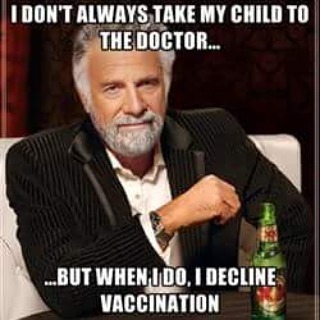 I DON'T ALWAYS TAKE MY CHILD TO
THE DOCTOR...
...BUT WHEN I DO, I DECLINE
VACCINATION